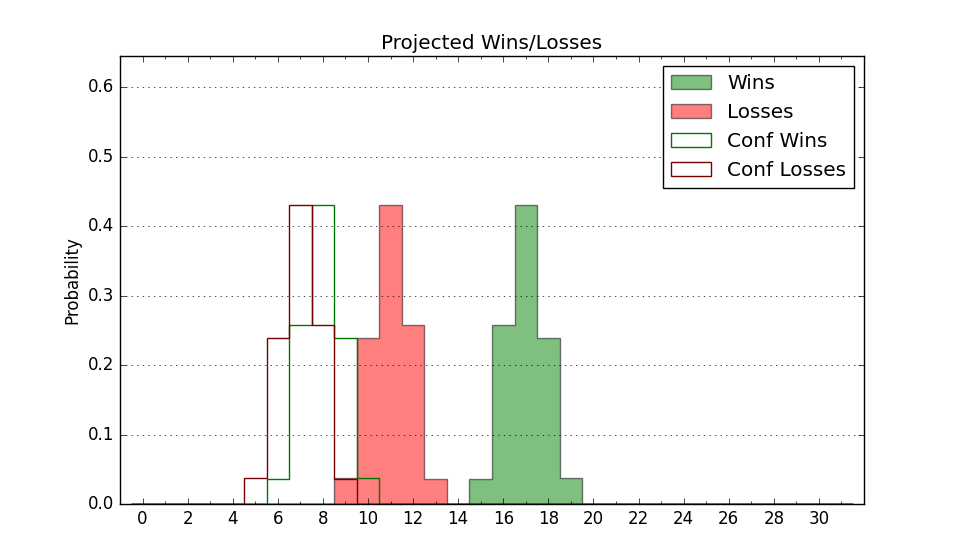 Projected Wins/Losses
0.6
0.5
0.4
0.3
0.2
0.1
0.0
Probability
Wins
Losses
Conf Wins
Conf Losses
0 2 4 6 8 10 12 14 16 18 20 22 24 26 28 30